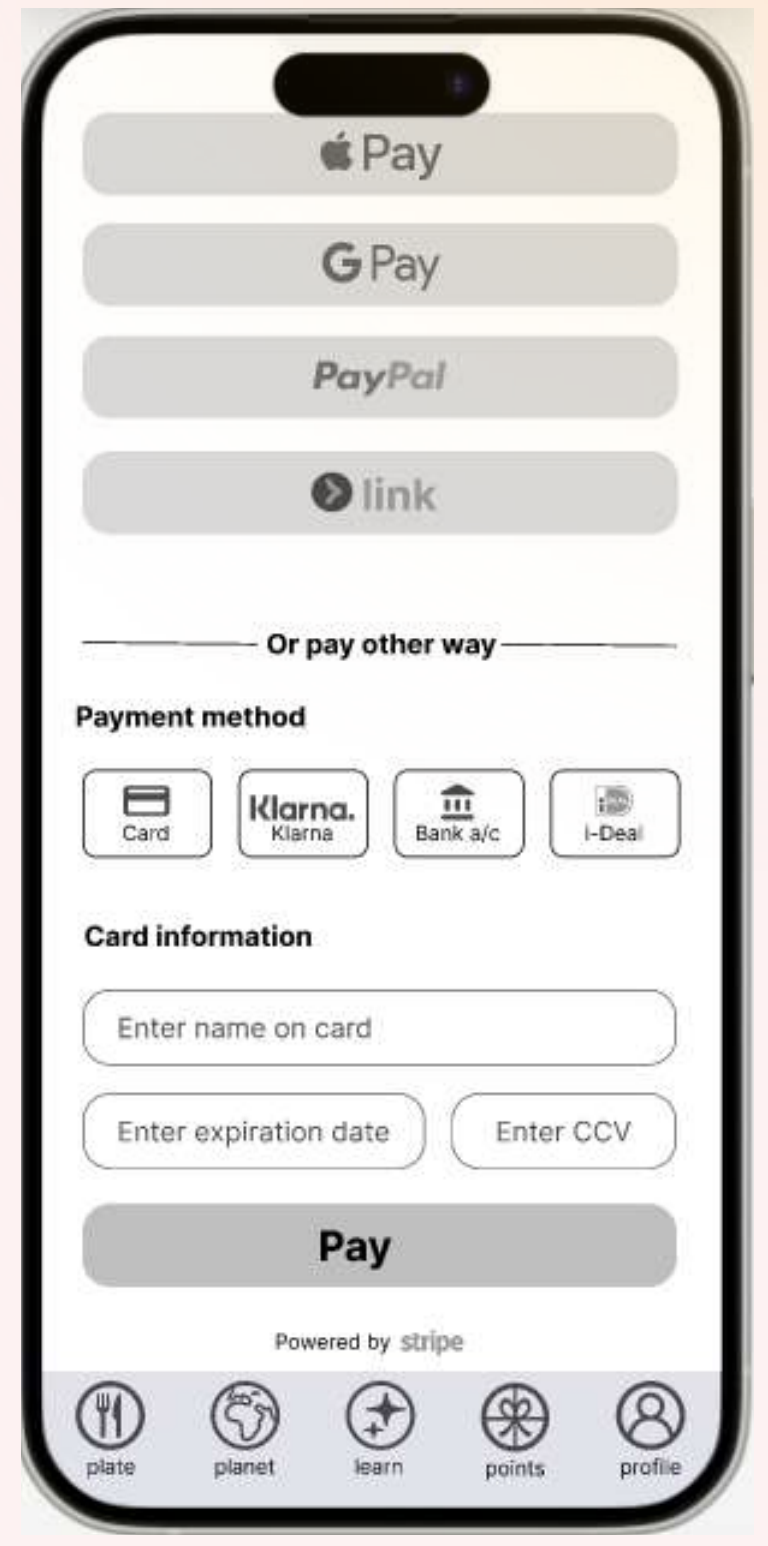 Pay
G Pay
PayPal
link
Or pay other way
Payment method
Card
Klarna.
Klarna
Bank a/c
i-Deal
Card information
Enter name on card
Enter expiration date
Enter CCV
Pay
Powered by stripe
plate
planet
learn
points
profile